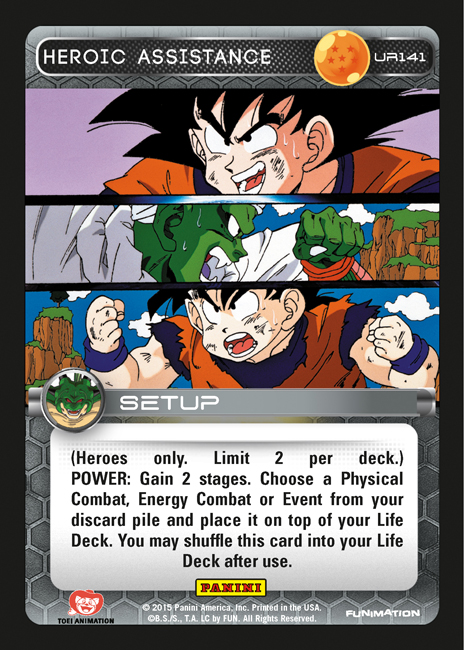 HEROIC ASSISTANCE
UR141
SETUP
(Heroes only. Limit 2 per deck.)
POWER: Gain 2 stages. Choose a Physical
Combat, Energy Combat or Event from your
discard pile and place it on top of your Life
Deck. You may shuffle this card into your Life
Deck after use.
PANINI
© 2015 Panini America, Inc. Printed in the USA.
©B.S./S., T.A. LC by FUN. All Rights Reserved.
TOEI ANIMATION
FUNIMATION